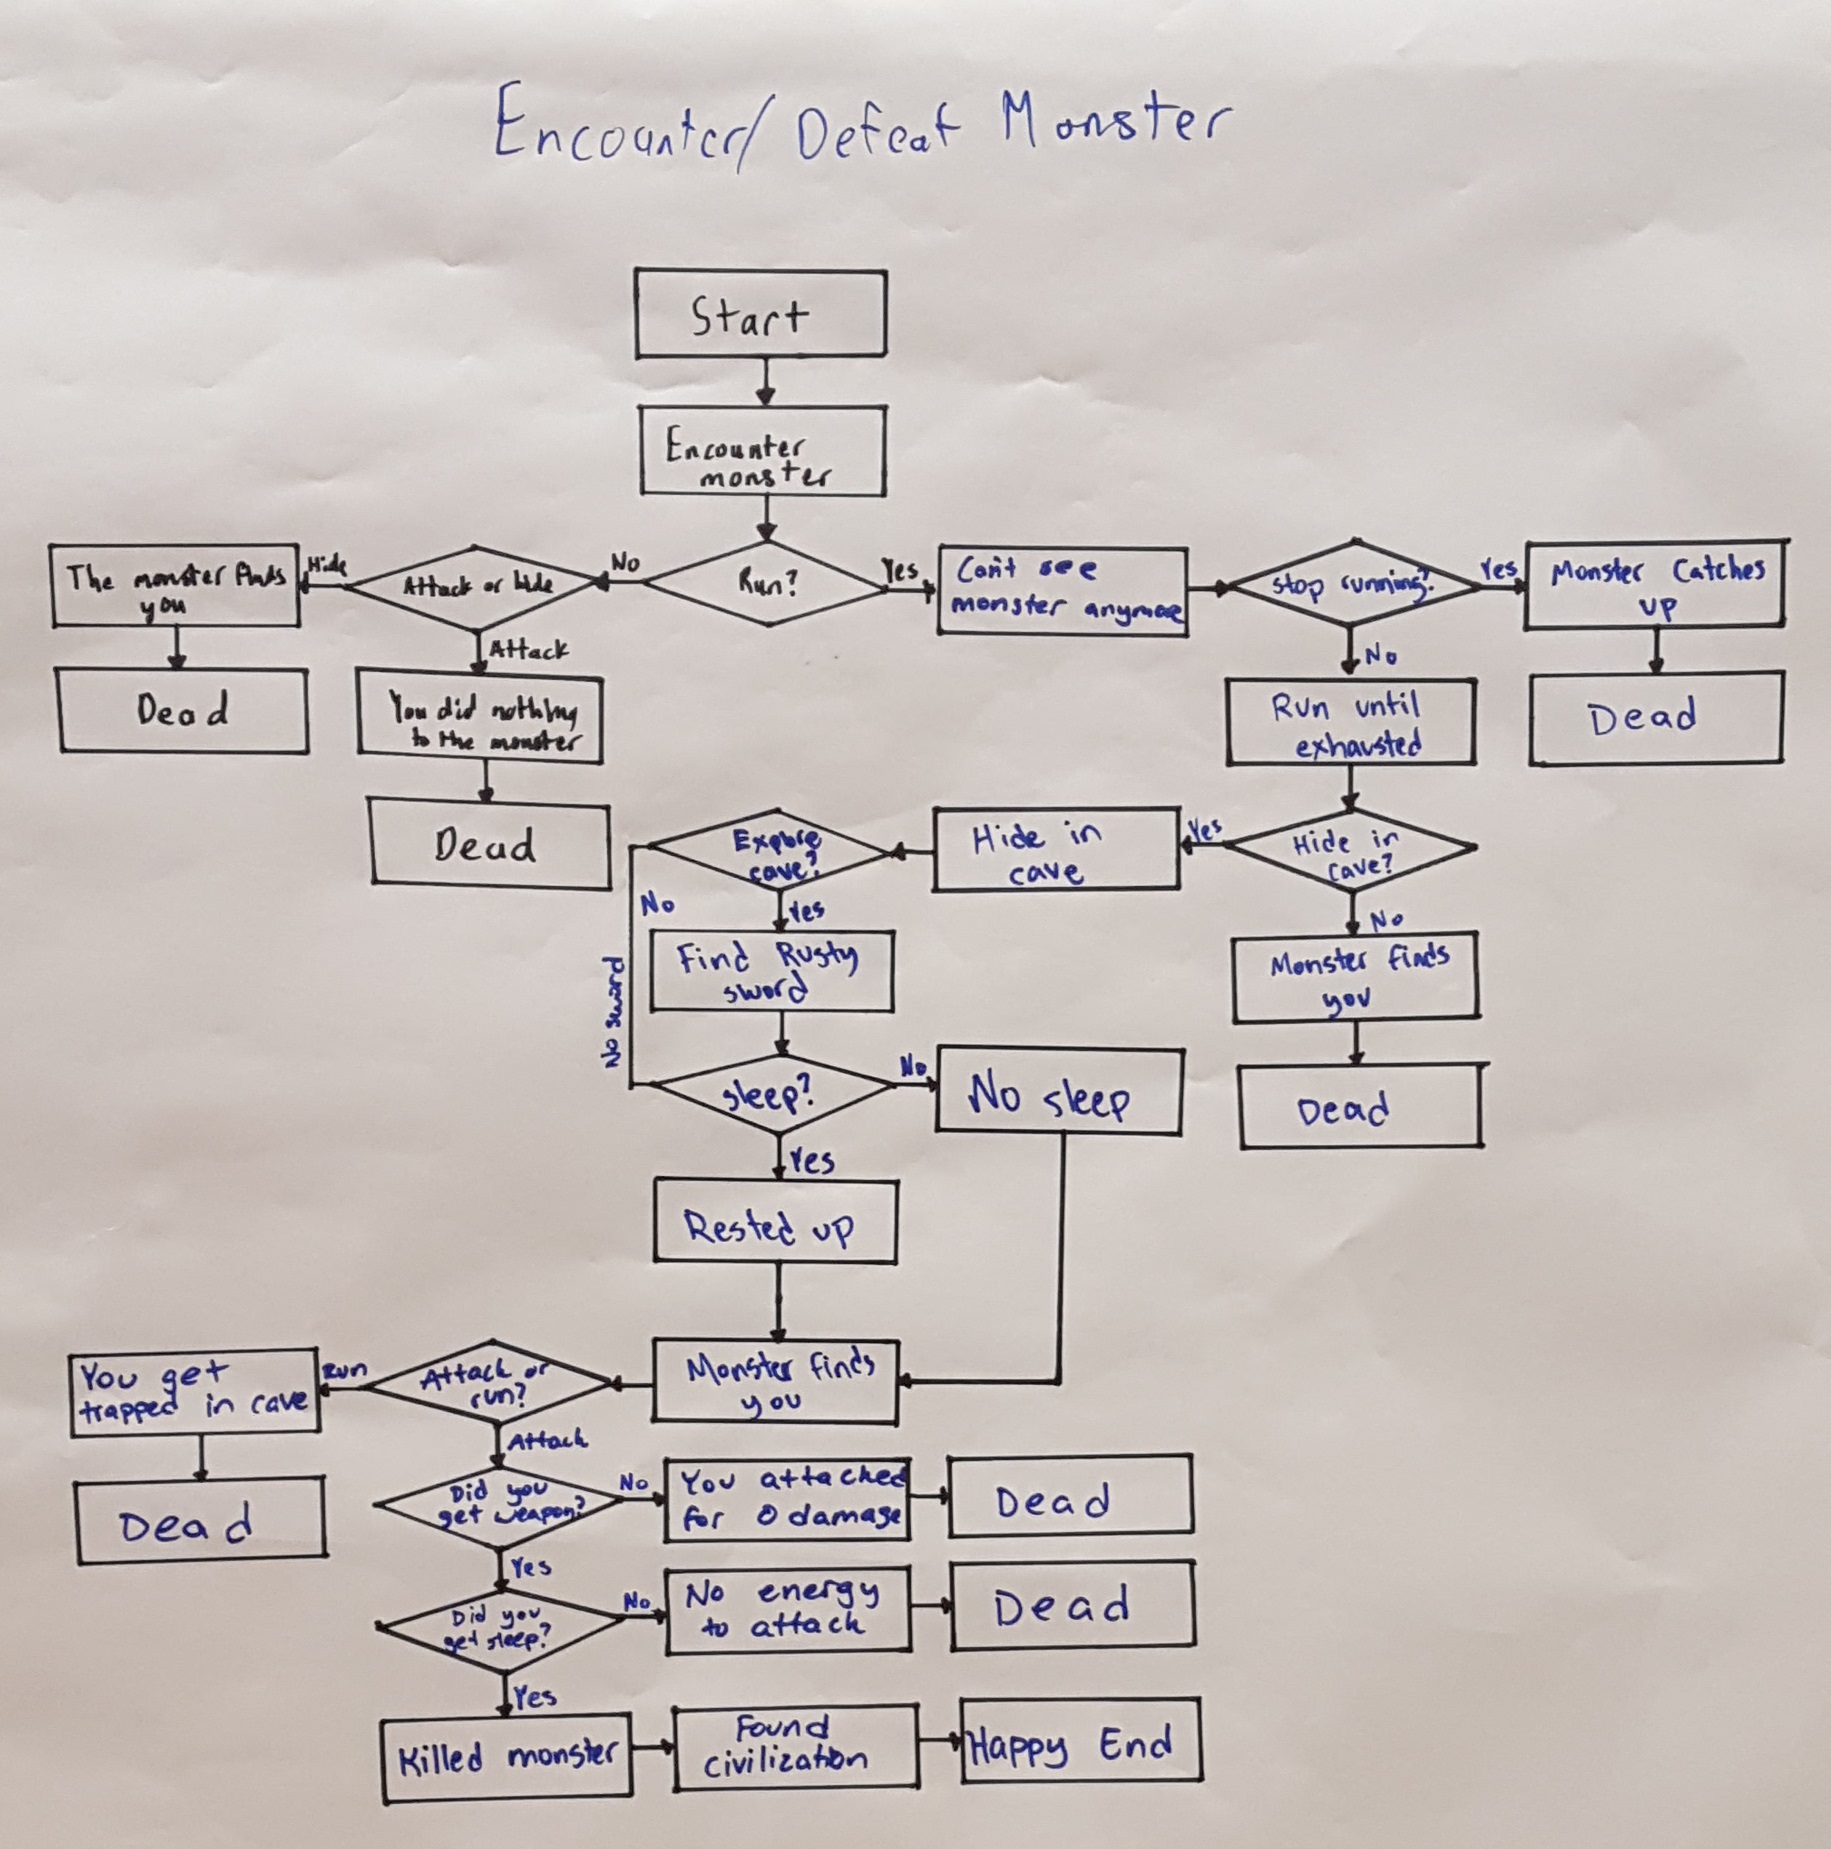 Encounter/ Defeat Monster
Start
Encounter
monster
Run?
No
Attack or hide
Hide
The monster finds
you
Dead
Attack
You did nothing
to the monster
Dead
Yes
Can't see
monster anymore
Stop running?
Yes
Monster Catches
up
Dead
No
Run until
exhausted
Hide in
cave?
No
Monster finds
you
Dead
Yes
Hide in
cave
Explore
cave?
No
No sword
Yes
Find Rusty
sword
sleep?
No
No sleep
Yes
Rested up
Monster finds
you
Attack or
run?
Run
You get
trapped in cave
Dead
Attack
Did you
get weapon?
No
You attacked
for 0 damage
Dead
Yes
Did you
get sleep?
No
No energy
to attack
Dead
Yes
Killed monster
Found
civilization
Happy End